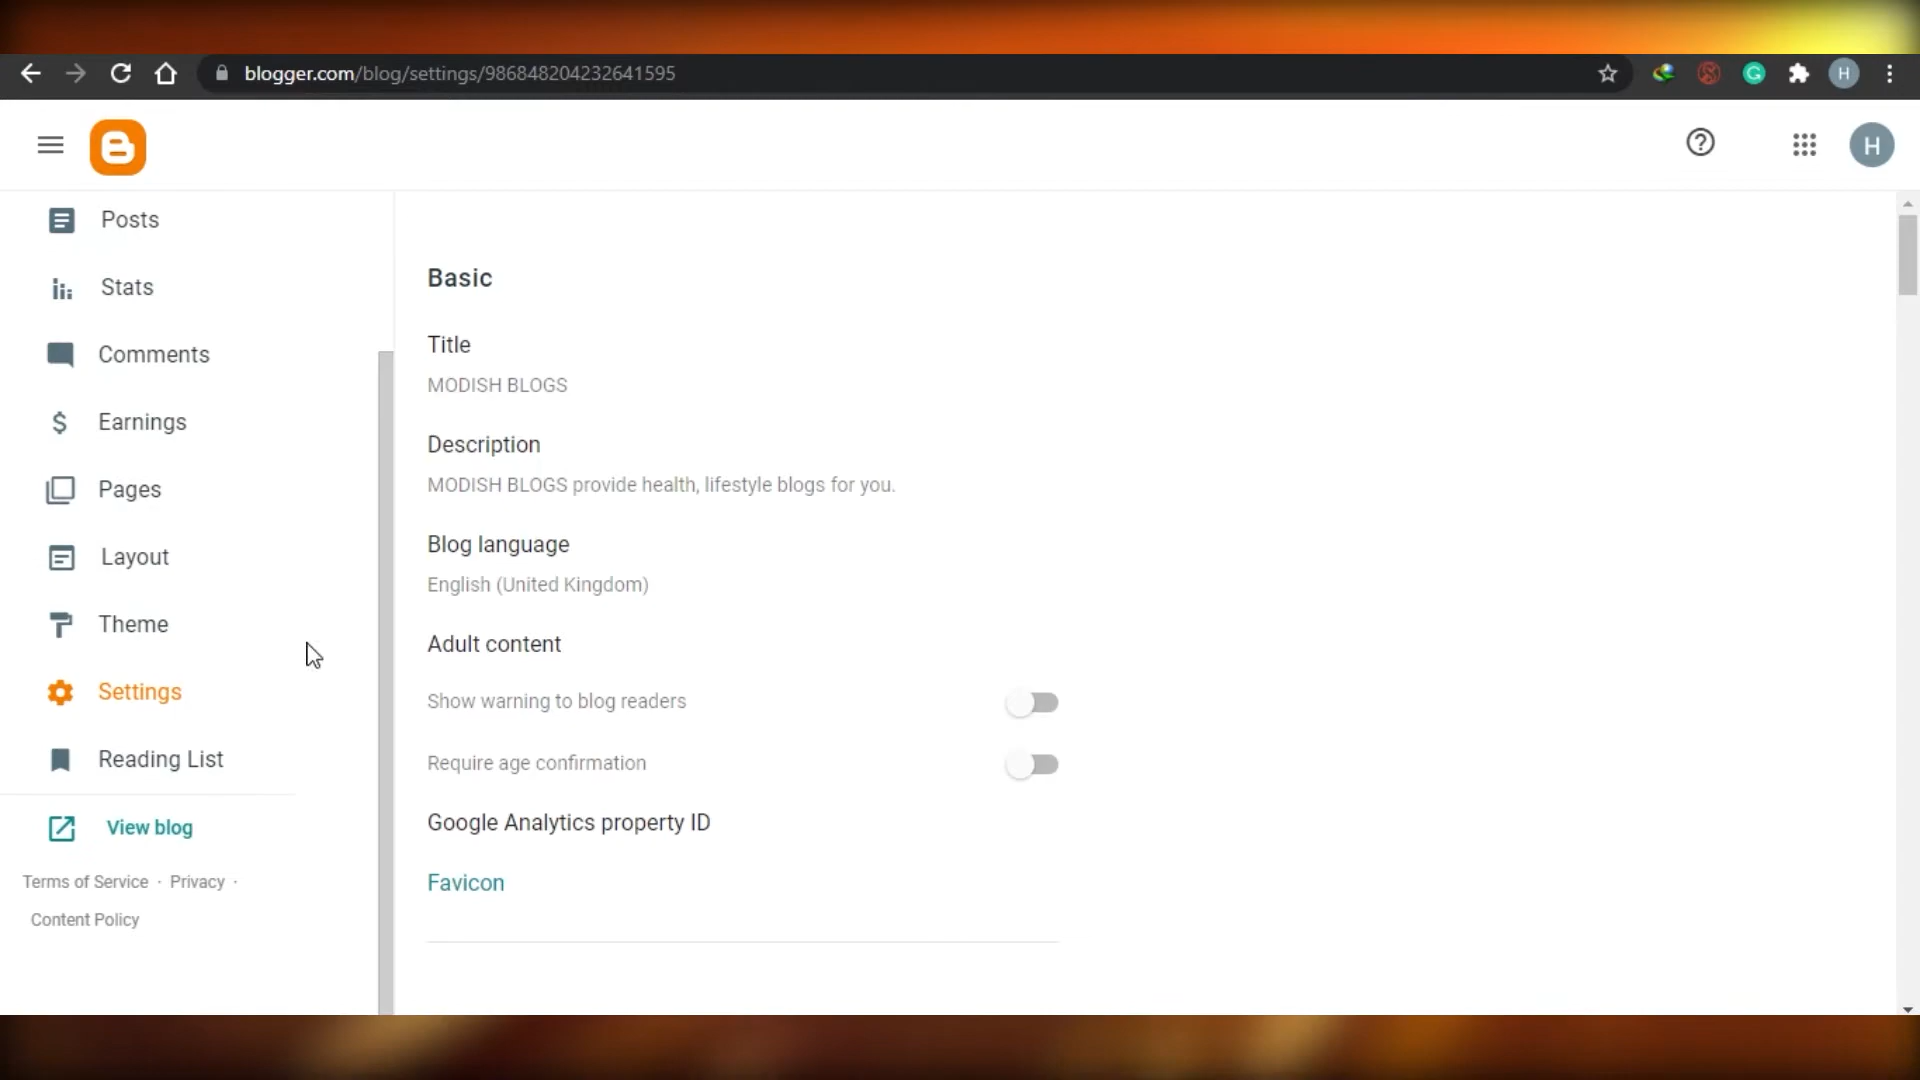 blogger.com/blog/settings/986848204232641595
H
H
Posts
Stats
Comments
Earnings
Pages
Layout
Theme
Settings
Reading List
View blog
Terms of Service · Privacy ·
Content Policy
Basic
Title
MODISH BLOGS
Description
MODISH BLOGS provide health, lifestyle blogs for you.
Blog language
English (United Kingdom)
Adult content
Show warning to blog readers
Require age confirmation
Google Analytics property ID
Favicon